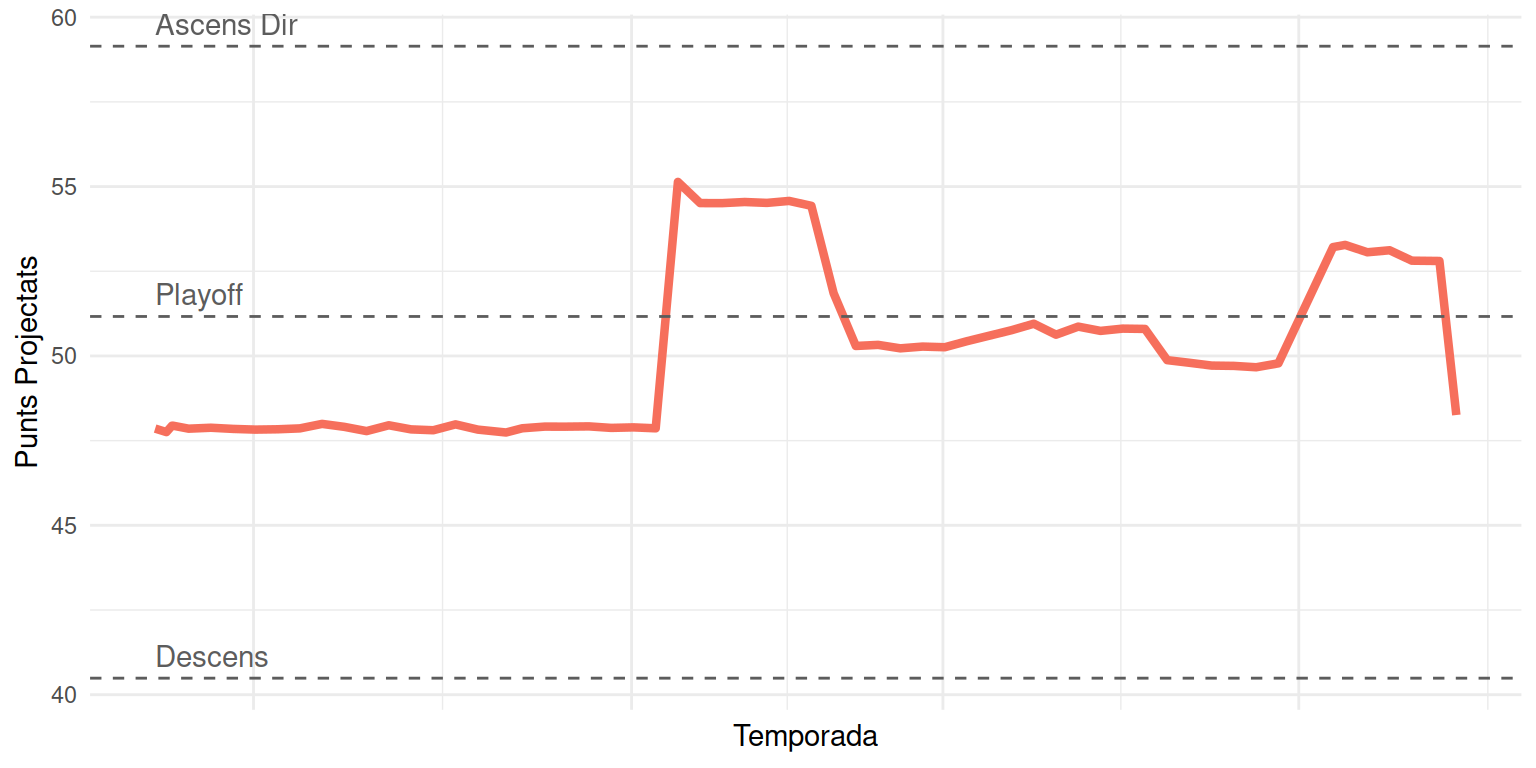 60
Ascens Dir
55
Playoff
50
45
Descens
40
Punts Projectats
Temporada